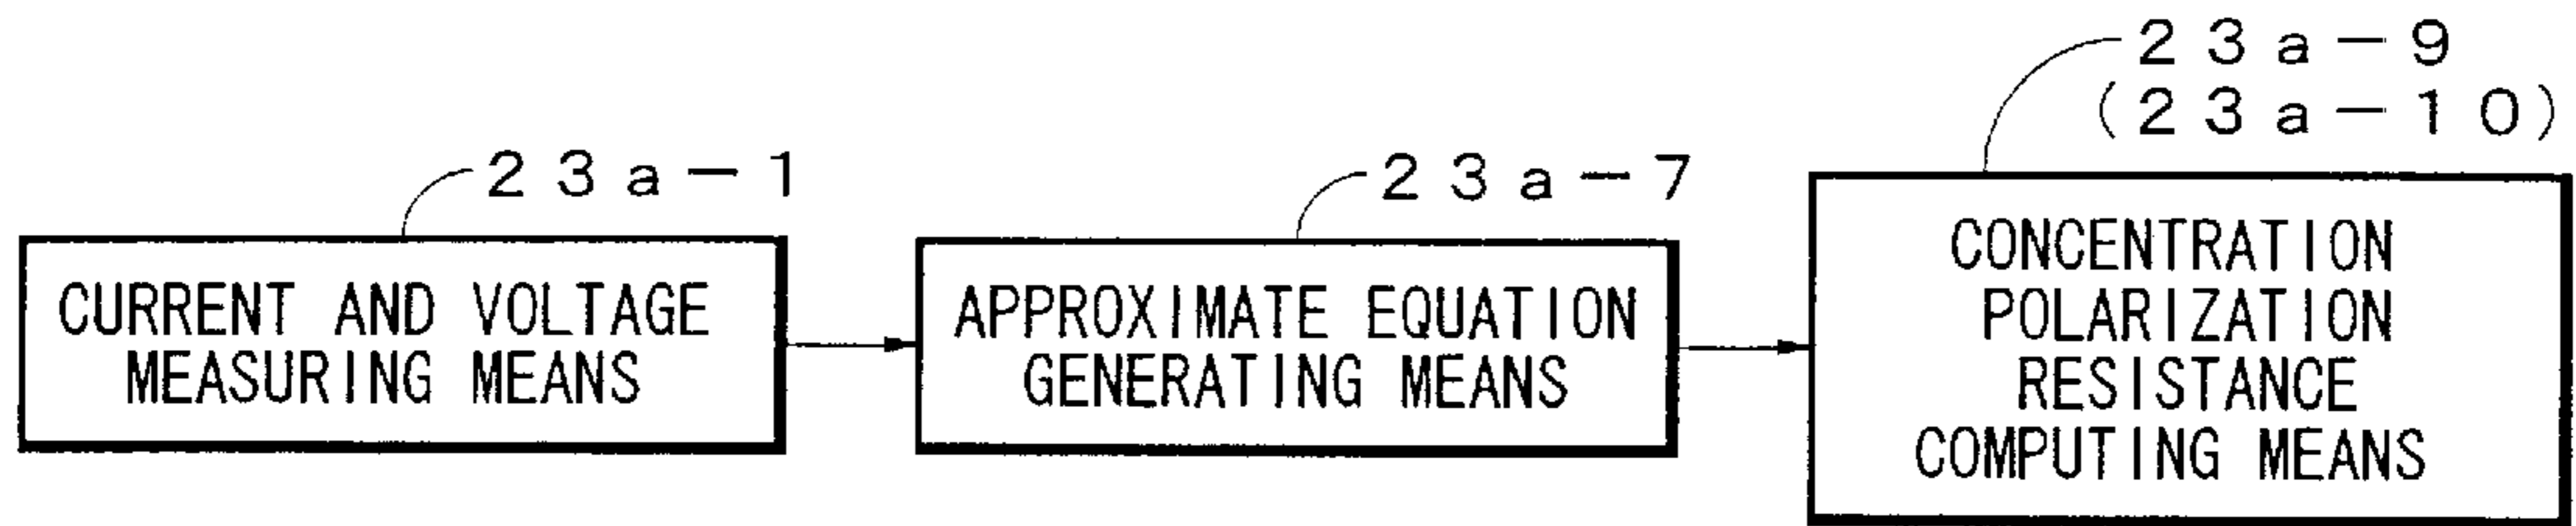 23a-9
(23a-10)
23a-1
23a-7
CURRENT AND VOLTAGE
MEASURING MEANS
APPROXIMATE EQUATION
GENERATING MEANS
CONCENTRATION
POLARIZATION
RESISTANCE
COMPUTING MEANS